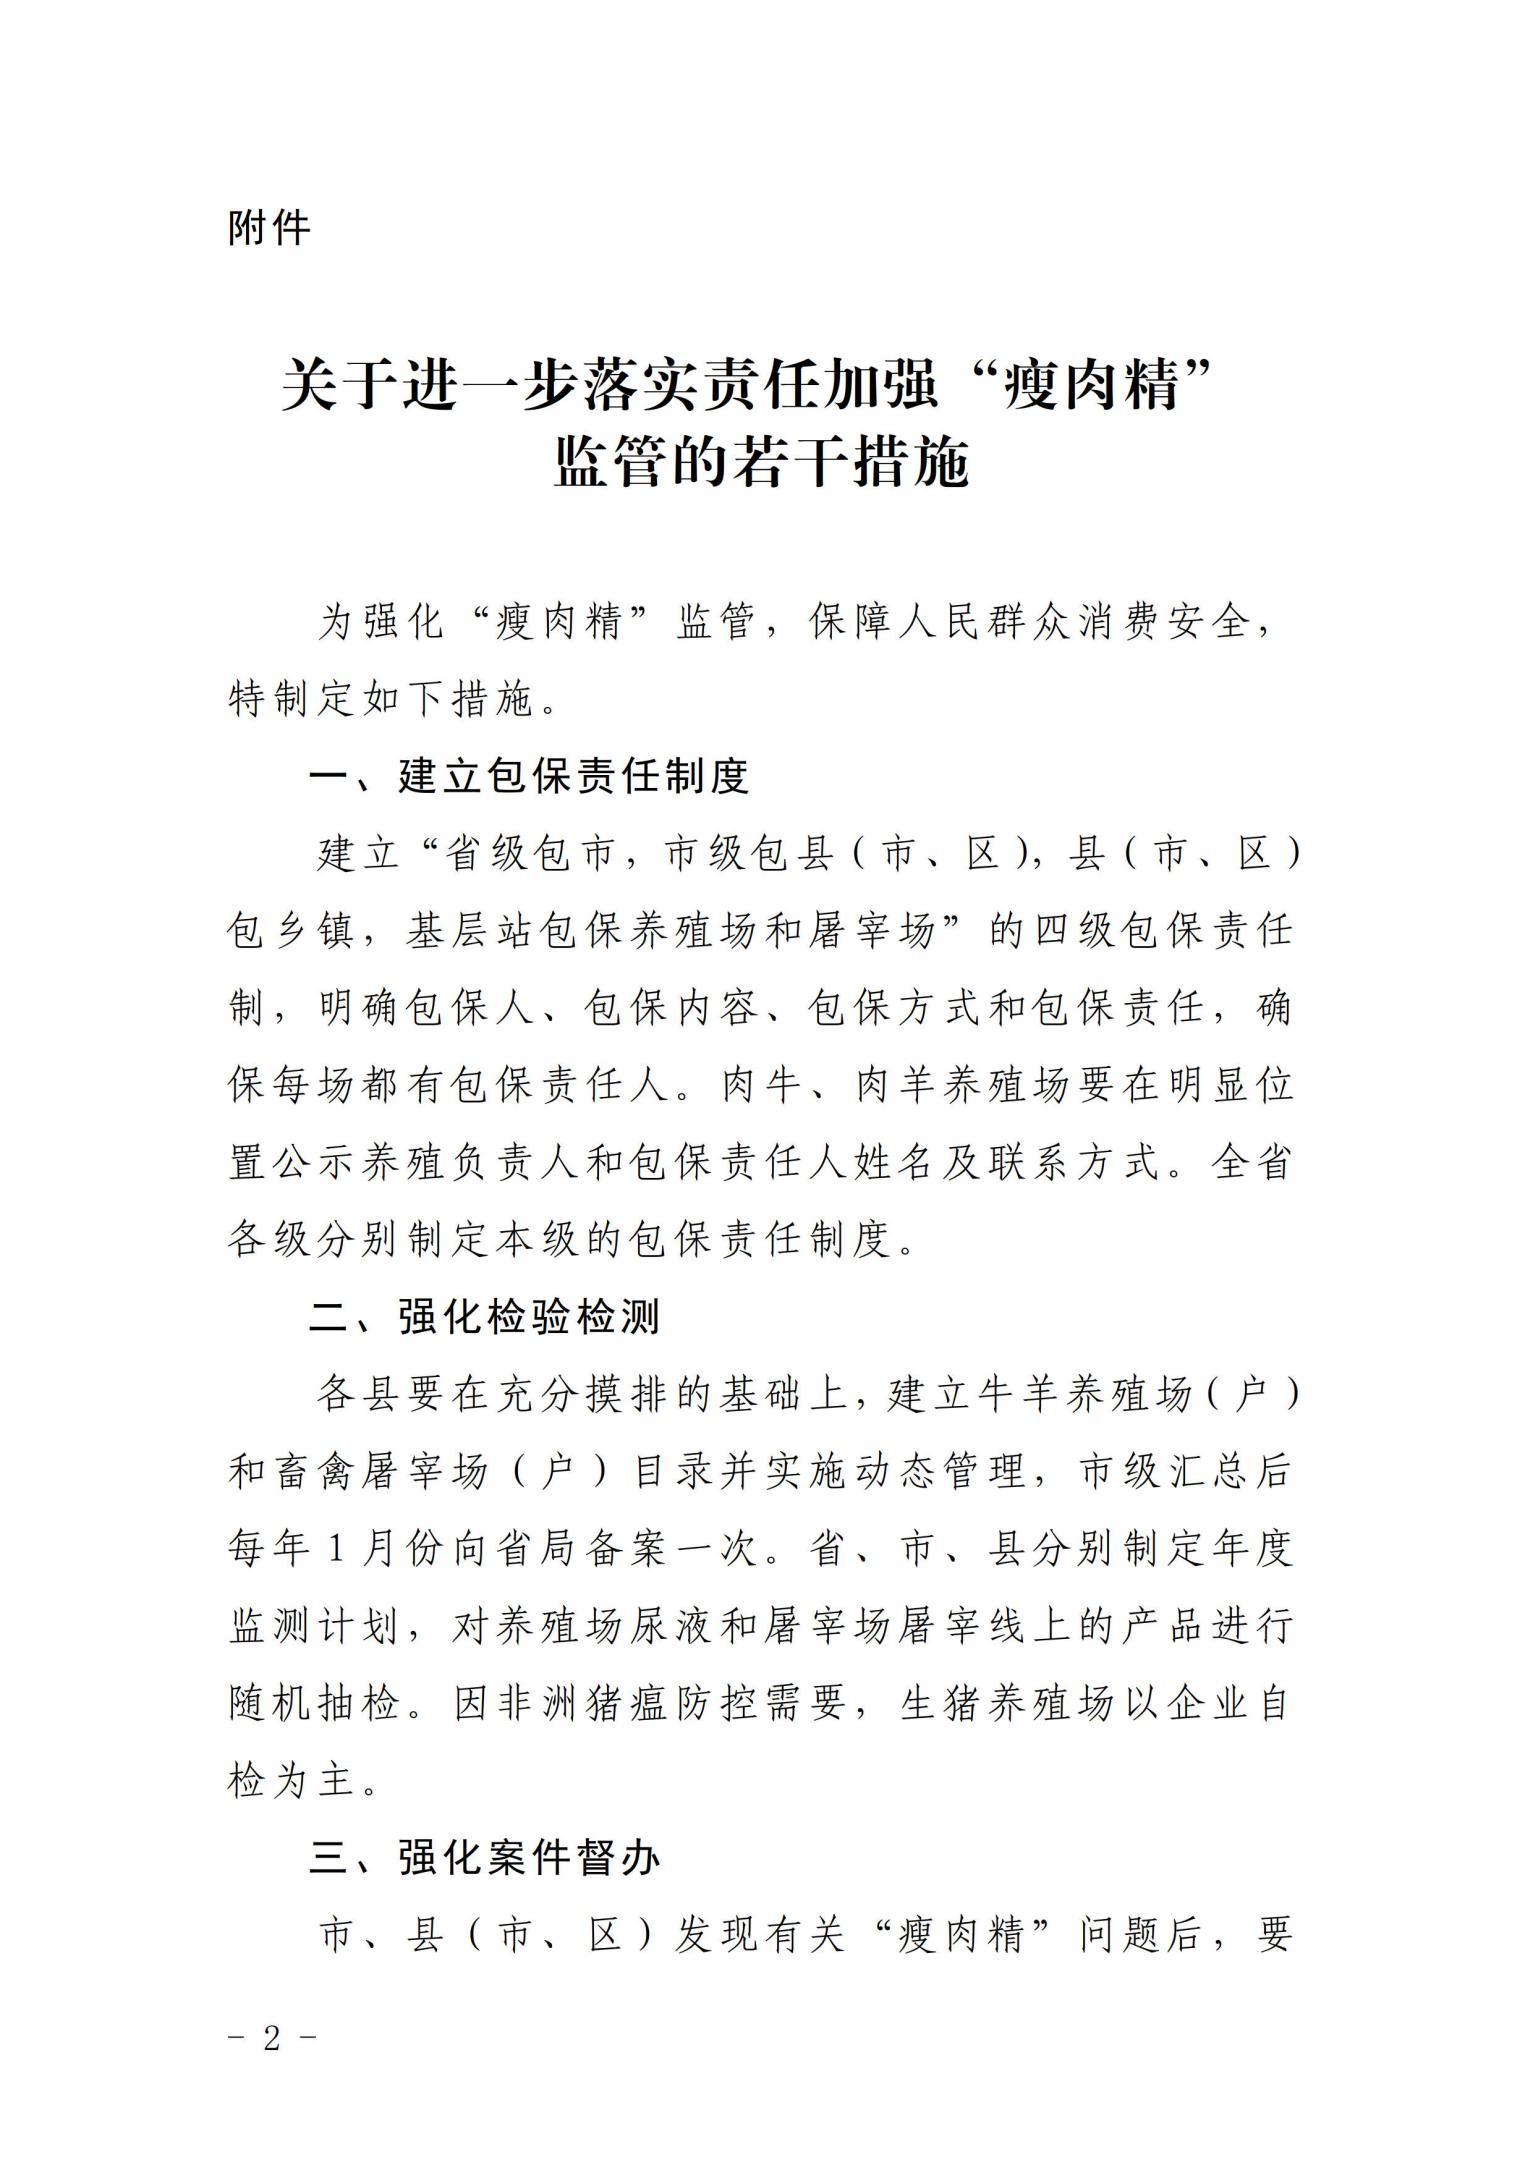 附件
关于进一步落实责任加强“瘦肉精”
监管的若干措施
为强化“瘦肉精”监管，保障人民群众消费安全，
特制定如下措施。
一、建立包保责任制度
建立“省级包市，市级包县（市、区），县（市、区）
包乡镇，基层站包保养殖场和屠宰场”的四级包保责任
制，明确包保人、包保内容、包保方式和包保责任，确
保每场都有包保责任人。肉牛、肉羊养殖场要在明显位
置公示养殖负责人和包保责任人姓名及联系方式。全省
各级分别制定本级的包保责任制度。
二、强化检验检测
各县要在充分摸排的基础上，建立牛羊养殖场（户）
和畜禽屠宰场（户）目录并实施动态管理，市级汇总后
每年1月份向省局备案一次。省、市、县分别制定年度
监测计划，对养殖场尿液和屠宰场屠宰线上的产品进行
随机抽检。因非洲猪瘟防控需要，生猪养殖场以企业自
检为主。
三、强化案件督办
市、县（市、区）发现有关“瘦肉精”问题后，要
- 2 -